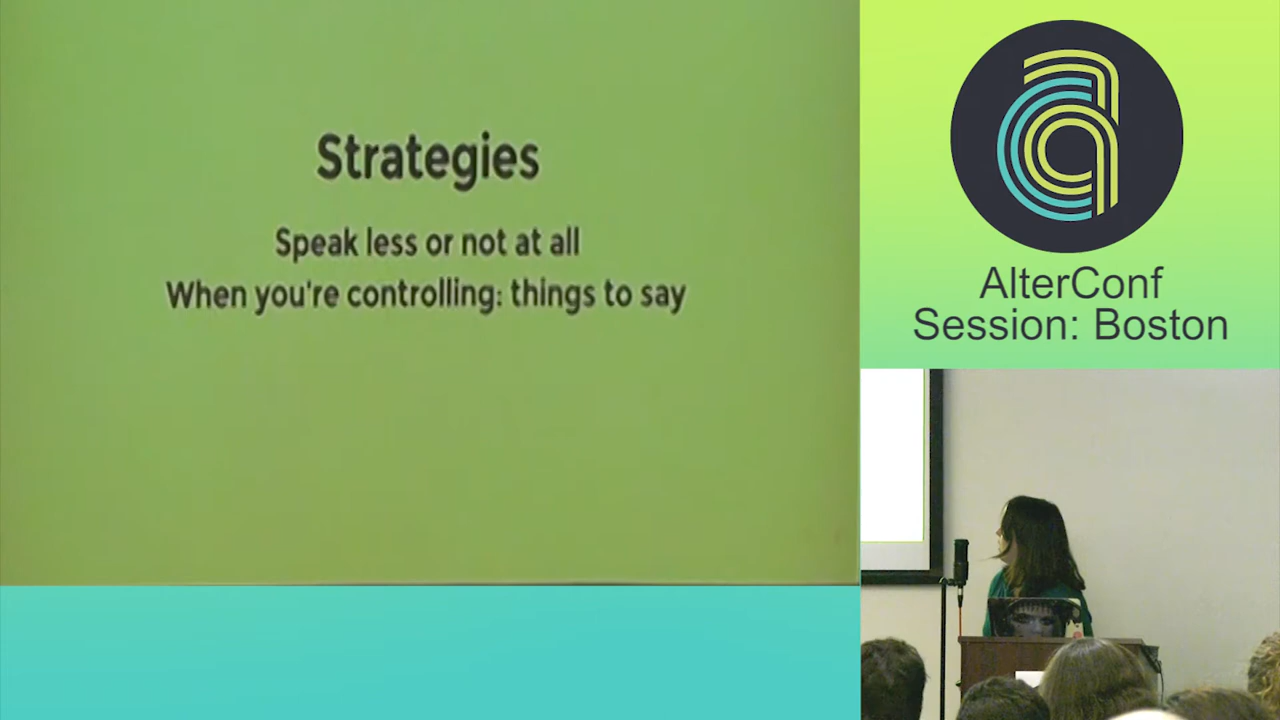 Strategies
Speak less or not at all
When you're controlling: things to say
AlterConf
Session: Boston